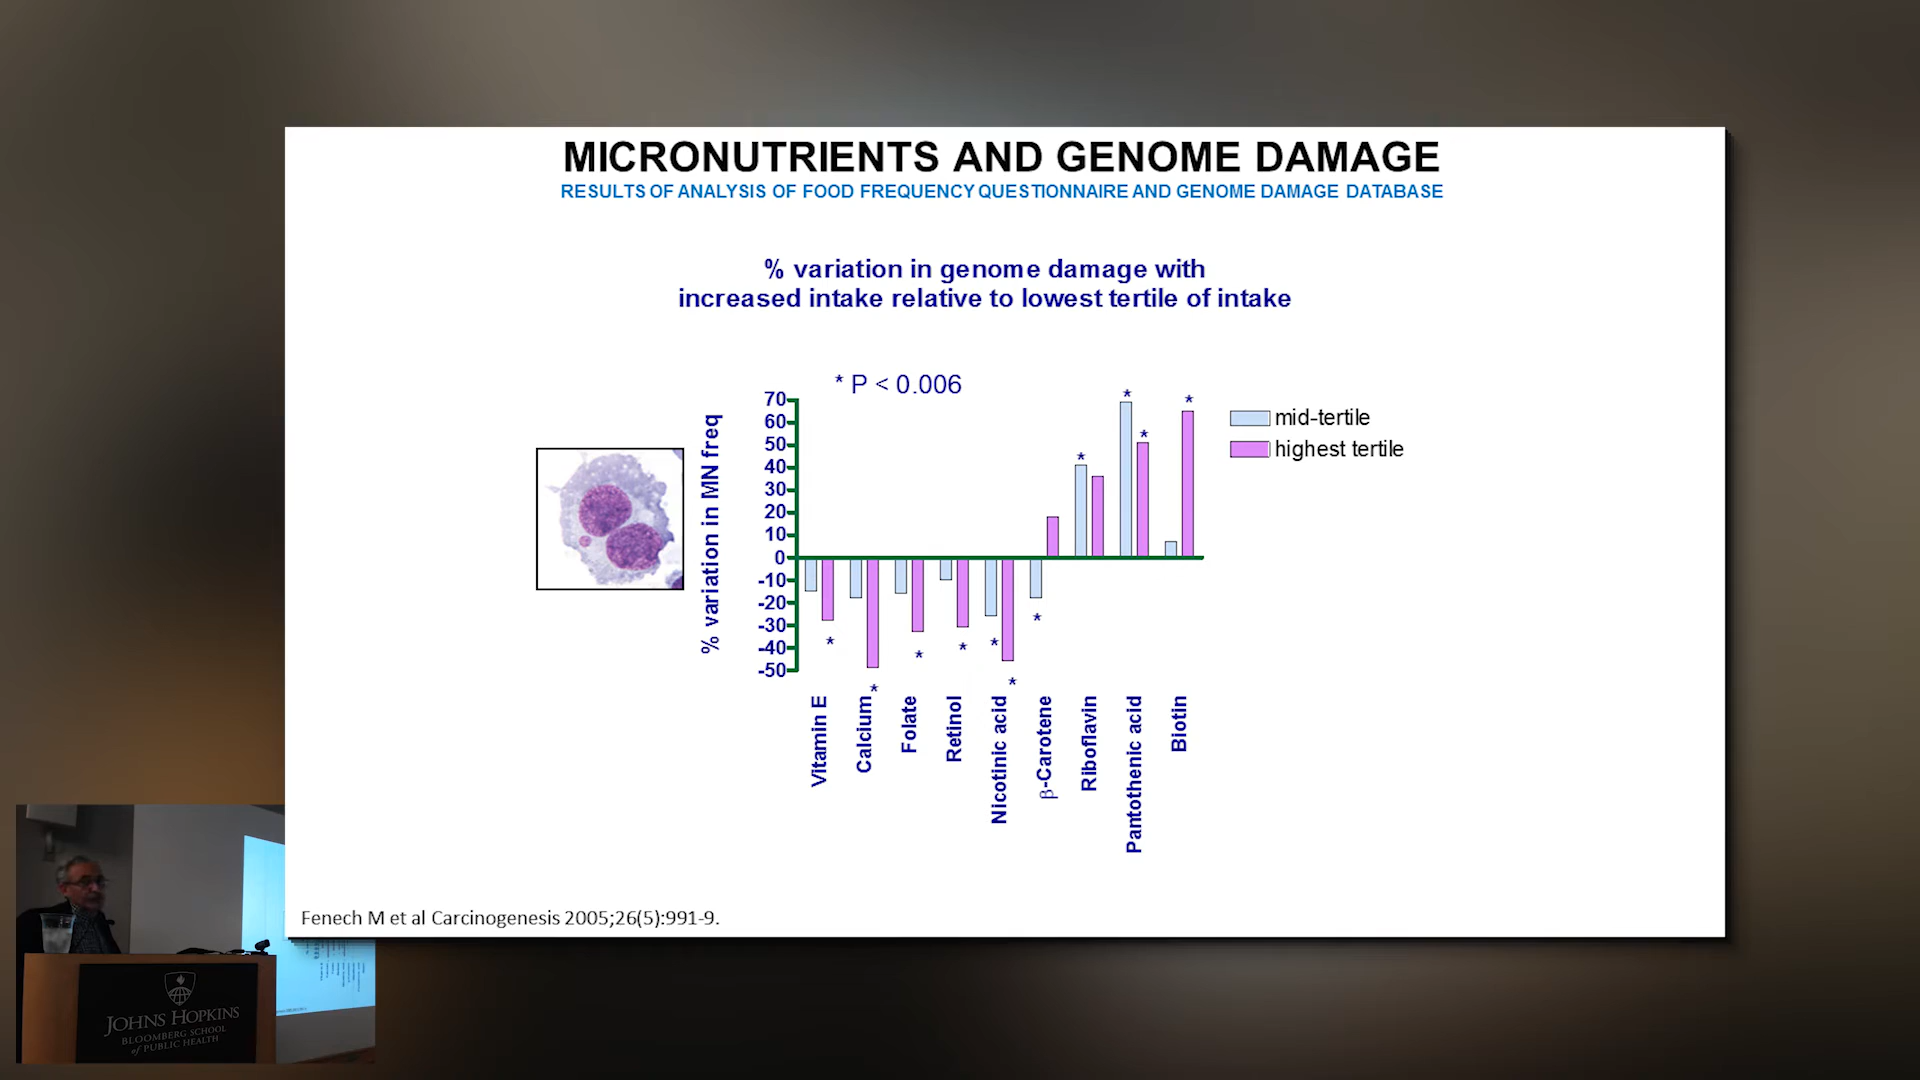 MICRONUTRIENTS AND GENOME DAMAGE
RESULTS OF ANALYSIS OF FOOD FREQUENCY QUESTIONNAIRE AND GENOME DAMAGE DATABASE
% variation in genome damage with
increased intake relative to lowest tertile of intake
* P < 0.006
% variation in MN freq
70
60
50
40
30
20
10
0
-10
-20
-30
-40
-50
*
*
*
*
*
*
*
*
*
*
*
mid-tertile
highest tertile
Vitamin E
Calcium
Folate
Retinol
Nicotinic acid
β-Carotene
Riboflavin
Pantothenic acid
Biotin
Fenech M et al Carcinogenesis 2005;26(5):991-9.
JOHNS HOPKINS
BLOOMBERG SCHOOL
of PUBLIC HEALTH